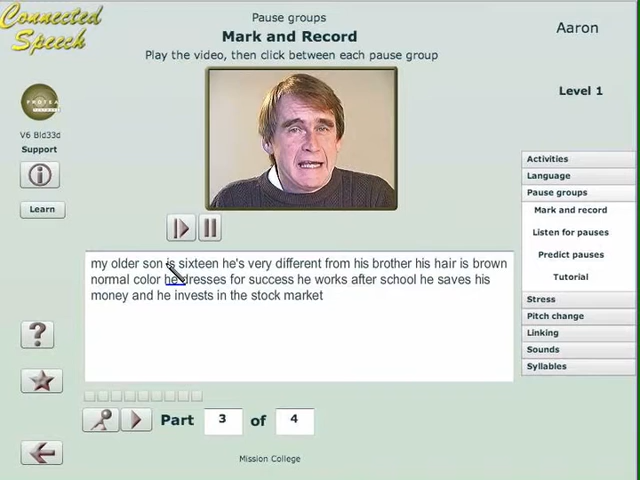 Connected Speech
Pause groups
Mark and Record
Play the video, then click between each pause group
Aaron
Level 1
PROTEA
V6 Bld33d
Support
Learn
Activities
Language
Pause groups
Mark and record
Listen for pauses
Predict pauses
Tutorial
Stress
Pitch change
Linking
Sounds
Syllables
my older son is sixteen he's very different from his brother his hair is brown
normal color he dresses for success he works after school he saves his
money and he invests in the stock market
?
Part 3 of 4
Mission College